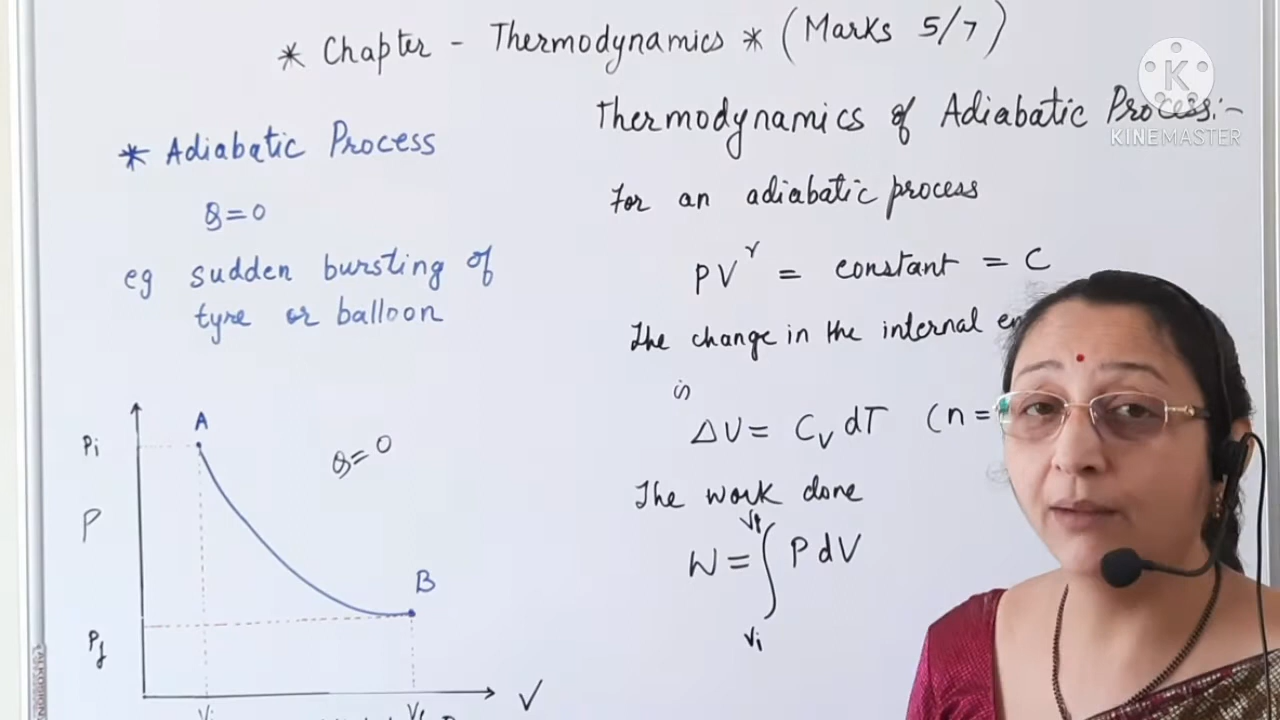 * Chapter - Thermodynamics * (Marks 5/7)
K
KINEMASTER
* Adiabatic Process
Q=0
eg sudden bursting of
tyre or balloon
A
Pi
Q=0
P
B
Pf
V
Vi
Vf
Thermodynamics of Adiabatic Process:-
For an adiabatic process
PV^γ = constant = C
The change in the internal en
is
ΔU = Cv dT (n =
The work done
W = ∫ P dV
Vf
Vi